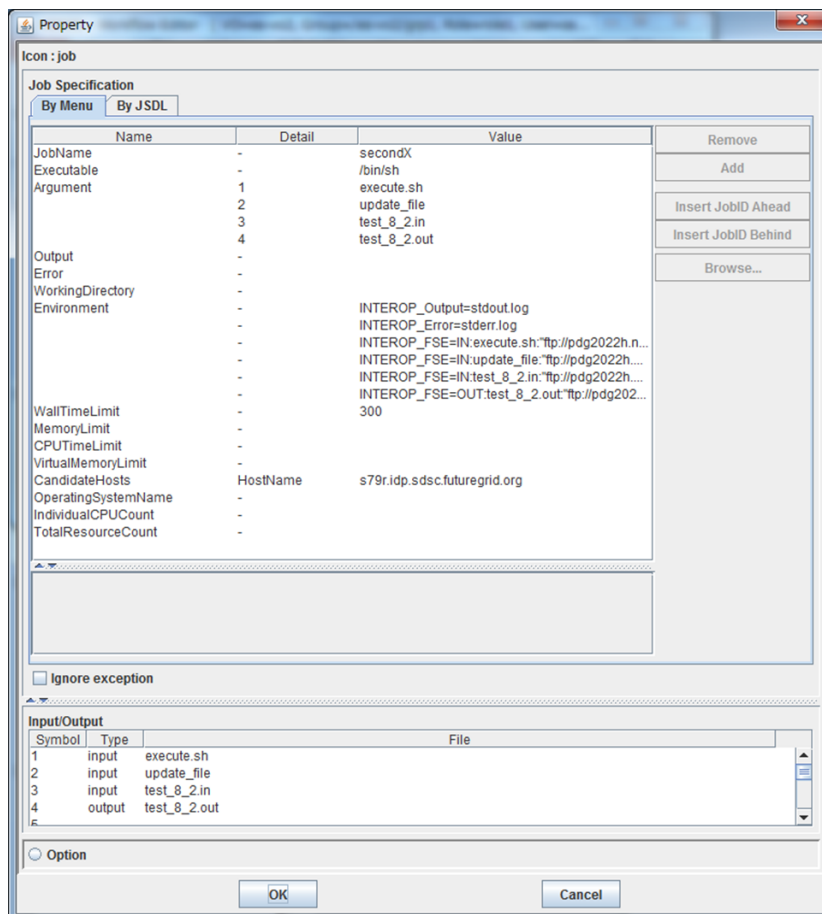 Property
Icon : job
Job Specification
By Menu By JSDL
Name Detail Value
JobName - secondX
Executable - /bin/sh
Argument 1 execute.sh
2 update_file
3 test_8_2.in
4 test_8_2.out
Output -
Error -
WorkingDirectory -
Environment - INTEROP_Output=stdout.log
- INTEROP_Error=stderr.log
- INTEROP_FSE=IN:execute.sh:"ftp://pdg2022h.n...
- INTEROP_FSE=IN:update_file:"ftp://pdg2022h....
- INTEROP_FSE=IN:test_8_2.in:"ftp://pdg2022h....
- INTEROP_FSE=OUT:test_8_2.out:"ftp://pdg202...
WallTimeLimit - 300
MemoryLimit -
CPUTimeLimit -
VirtualMemoryLimit -
CandidateHosts HostName s79r.idp.sdsc.futuregrid.org
OperatingSystemName -
IndividualCPUCount -
TotalResourceCount -
Remove
Add
Insert JobID Ahead
Insert JobID Behind
Browse...
Ignore exception
Input/Output
Symbol Type File
1 input execute.sh
2 input update_file
3 input test_8_2.in
4 output test_8_2.out
5
Option
OK Cancel